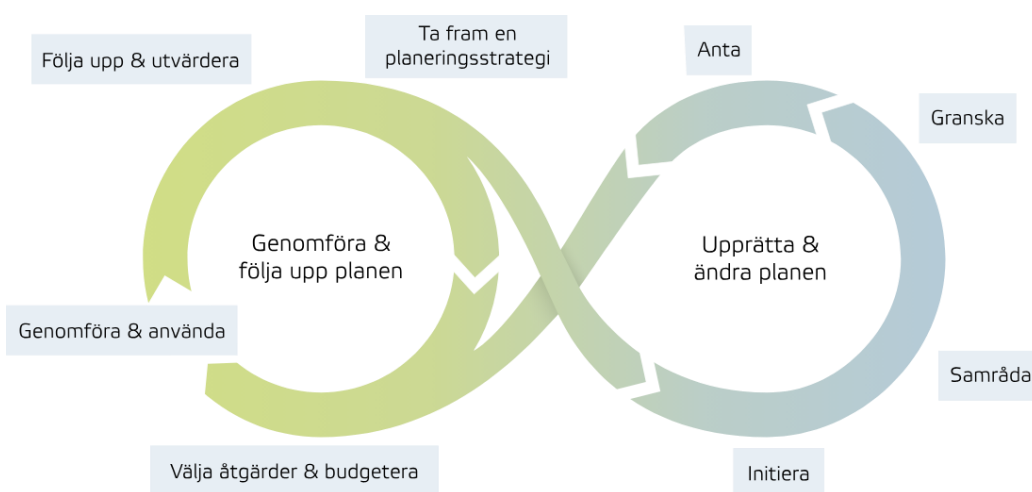 Ta fram en
planeringsstrategi
Följa upp & utvärdera
Anta
Granska
Genomföra &
följa upp planen
Upprätta &
ändra planen
Genomföra & använda
Samråda
Välja åtgärder & budgetera
Initiera